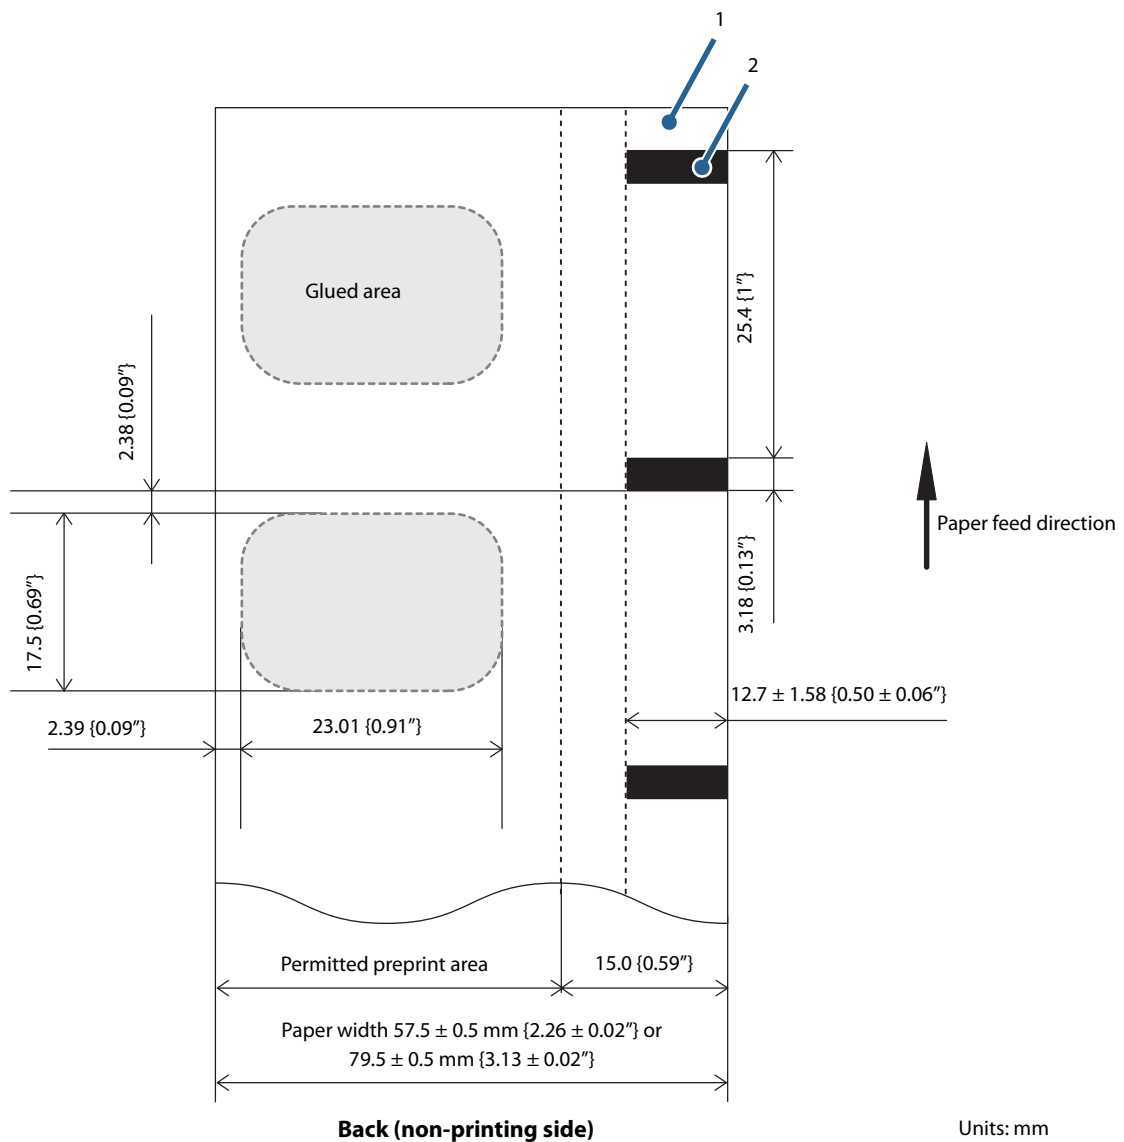 1
2
Glued area
25.4 {1″}
2.38 {0.09″}
Paper feed direction
3.18 {0.13″}
17.5 {0.69″}
12.7 ± 1.58 {0.50 ± 0.06″}
2.39 {0.09″}
23.01 {0.91″}
Permitted preprint area
15.0 {0.59″}
Paper width 57.5 ± 0.5 mm {2.26 ± 0.02″} or
79.5 ± 0.5 mm {3.13 ± 0.02″}
Back (non-printing side)
Units: mm